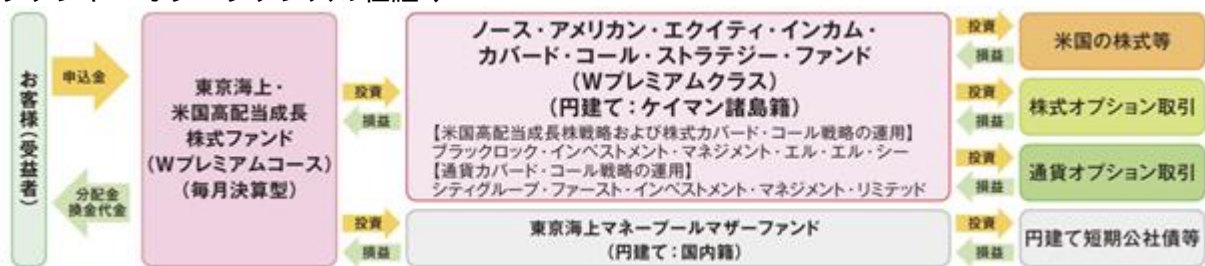 お客様(受益者)
申込金
分配金
換金代金
東京海上・
米国高配当成長
株式ファンド
(Wプレミアムコース)
(毎月決算型)
投資
損益
投資
損益
ノース・アメリカン・エクイティ・インカム・
カバード・コール・ストラテジー・ファンド
(Wプレミアムクラス)
(円建て:ケイマン諸島籍)
【米国高配当成長株戦略および株式カバード・コール戦略の運用】
ブラックロック・インベストメント・マネジメント・エル・エル・シー
【通貨カバード・コール戦略の運用】
シティグループ・ファースト・インベストメント・マネジメント・リミテッド
東京海上マネープールマザーファンド
(円建て:国内籍)
投資
損益
米国の株式等
投資
損益
株式オプション取引
投資
損益
通貨オプション取引
投資
損益
円建て短期公社債等